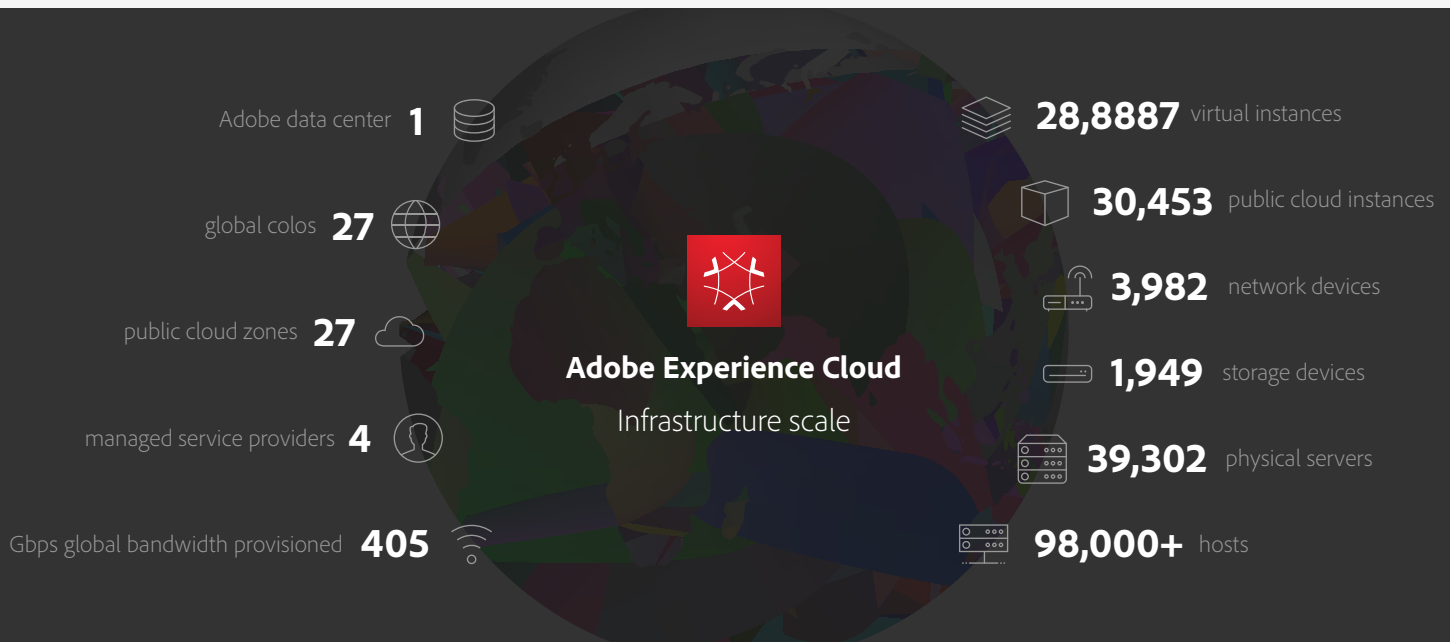 Adobe data center 1
global colos 27
public cloud zones 27
managed service providers 4
Gbps global bandwidth provisioned 405
Adobe Experience Cloud
Infrastructure scale
28,8887 virtual instances
30,453 public cloud instances
3,982 network devices
1,949 storage devices
39,302 physical servers
98,000+ hosts